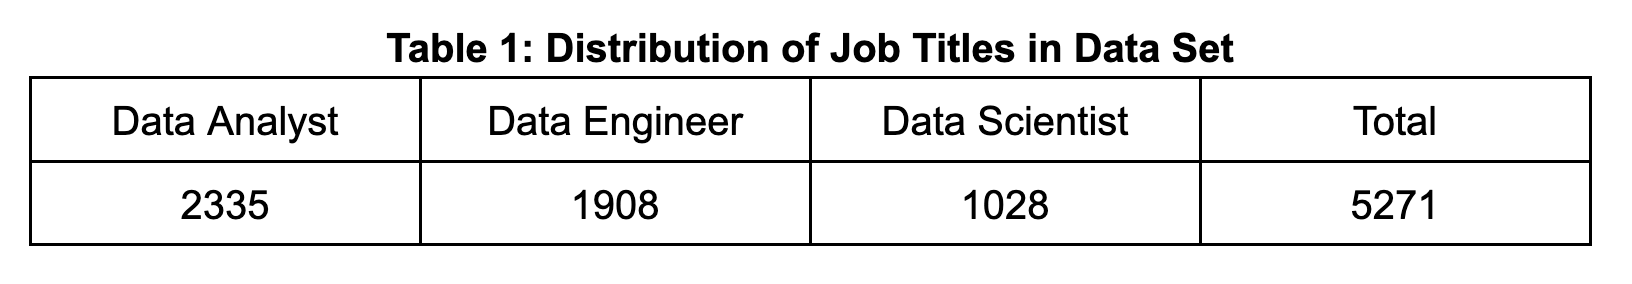 Table 1: Distribution of Job Titles in Data Set
Data Analyst Data Engineer Data Scientist Total
2335 1908 1028 5271